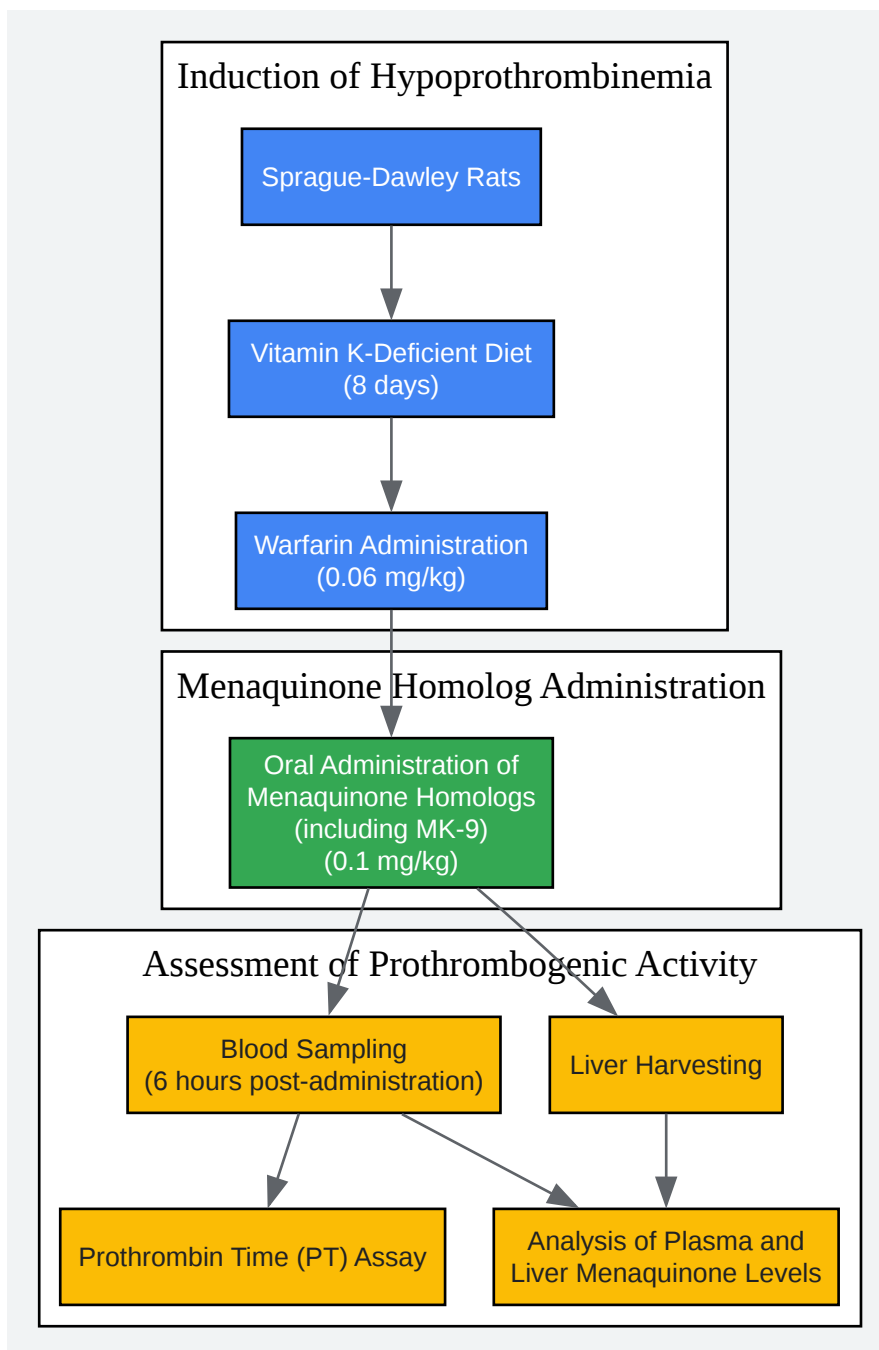 Induction of Hypoprothrombinemia
Sprague-Dawley Rats
Vitamin K-Deficient Diet
(8 days)
Warfarin Administration
(0.06 mg/kg)
Menaquinone Homolog Administration
Oral Administration of
Menaquinone Homologs
(including MK-9)
(0.1 mg/kg)
Assessment of Prothrombogenic Activity
Blood Sampling
(6 hours post-administration)
Liver Harvesting
Prothrombin Time (PT) Assay
Analysis of Plasma and
Liver Menaquinone Levels